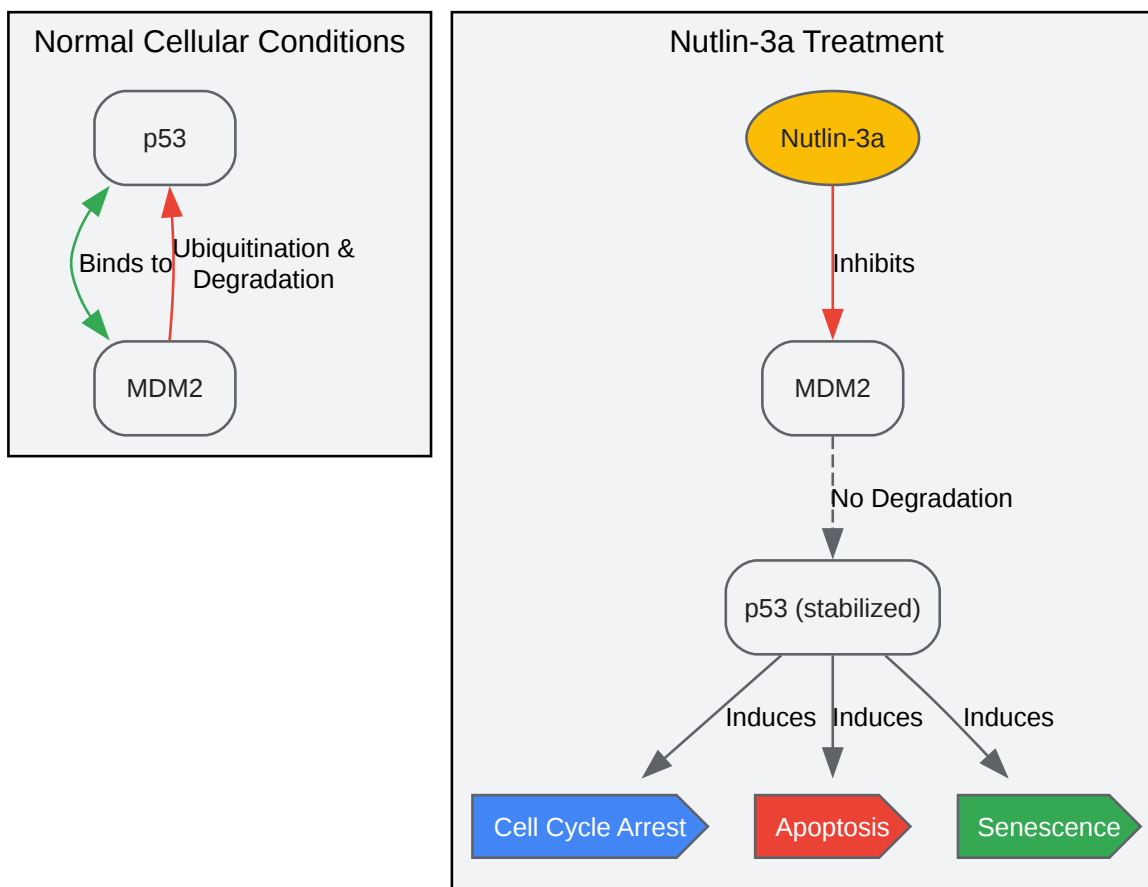 Normal Cellular Conditions
p53
Binds to
Ubiquitination &
Degradation
MDM2
Nutlin-3a Treatment
Nutlin-3a
Inhibits
MDM2
No Degradation
p53 (stabilized)
Induces
Induces
Induces
Cell Cycle Arrest
Apoptosis
Senescence